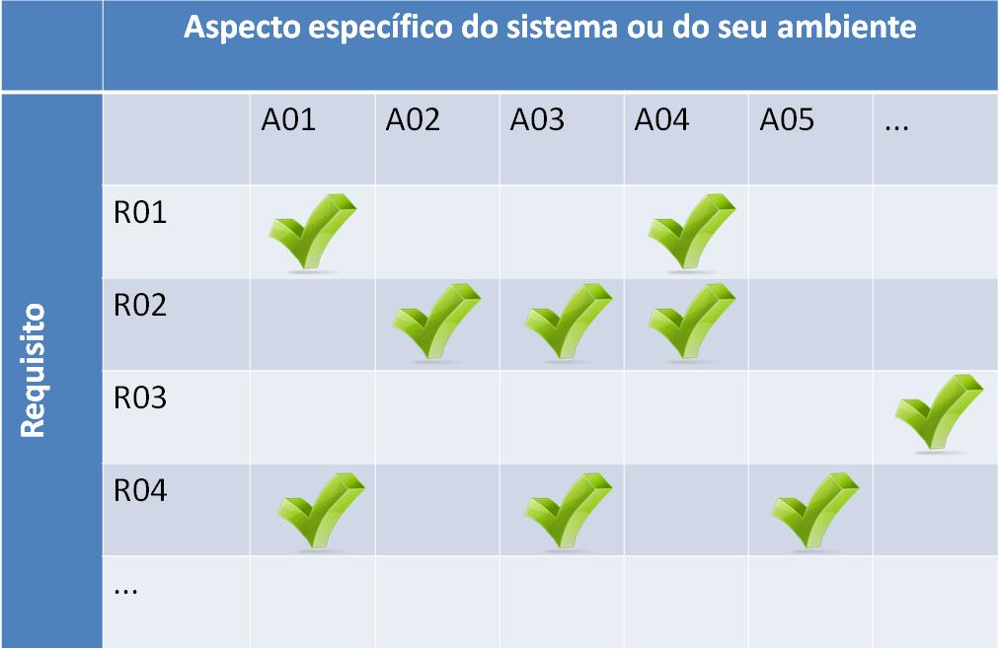 Aspecto específico do sistema ou do seu ambiente
Requisito
A01 A02 A03 A04 A05 ...
R01
R02
R03
R04
...